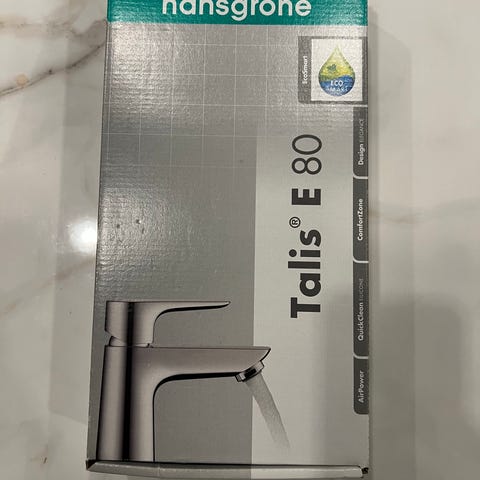 hansgrohe
EcoSmart
ECO
SMART
Talis® E 80
Design ELEGANCE
ComfortZone
QuickClean SILICONE
AirPower